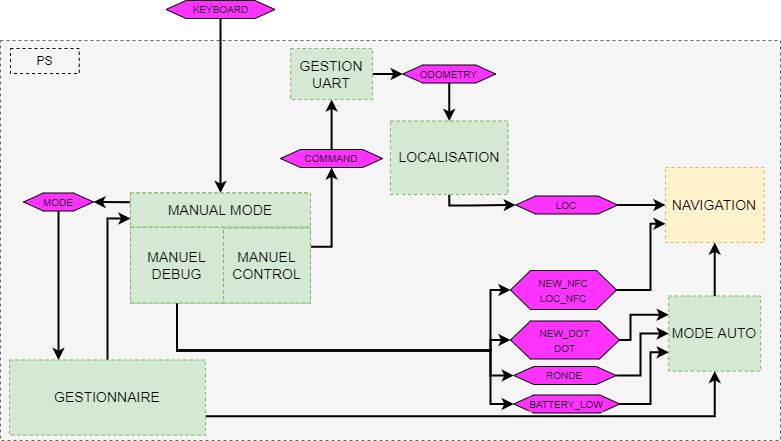 KEYBOARD
PS
GESTION
UART
ODOMETRY
COMMAND
LOCALISATION
MODE
MANUAL MODE
LOC
NAVIGATION
MANUEL
DEBUG
MANUEL
CONTROL
NEW_NFC
LOC_NFC
NEW_DOT
DOT
MODE AUTO
RONDE
GESTIONNAIRE
BATTERY_LOW